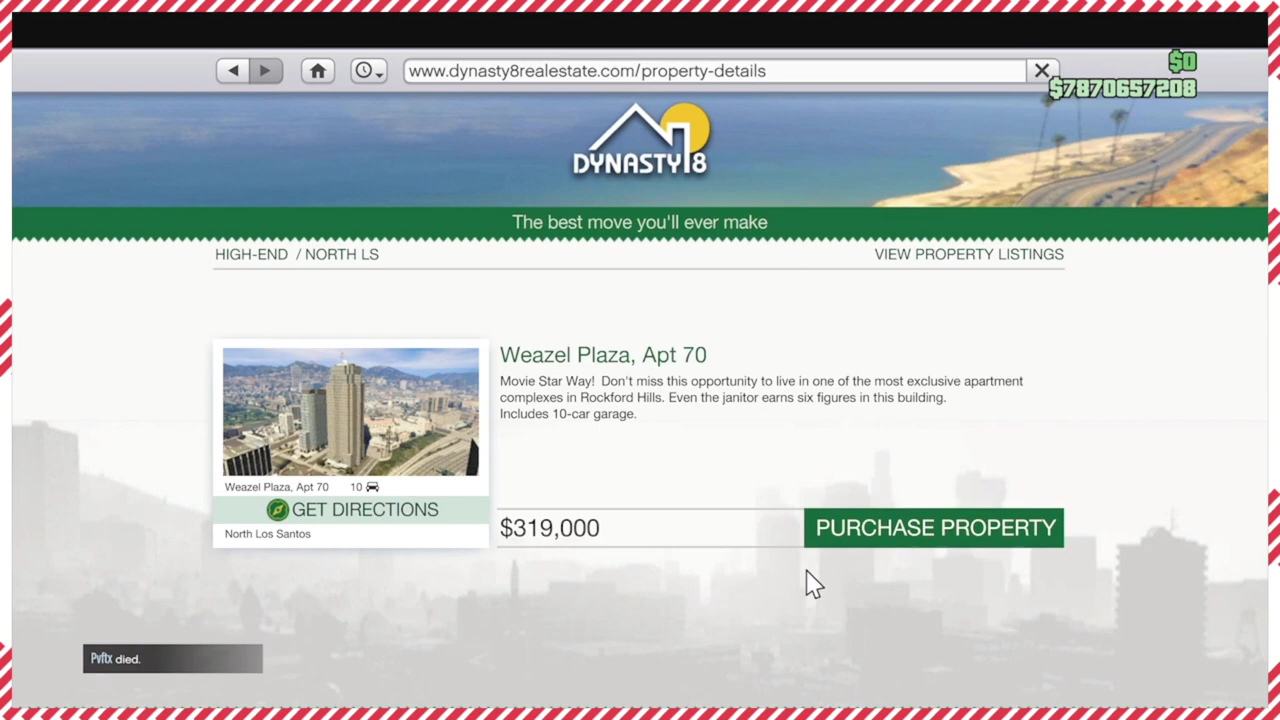 www.dynasty8realestate.com/property-details
$0
$7870657208
DYNASTY 8
The best move you'll ever make
HIGH-END / NORTH LS
VIEW PROPERTY LISTINGS
Weazel Plaza, Apt 70
Movie Star Way! Don't miss this opportunity to live in one of the most exclusive apartment
complexes in Rockford Hills. Even the janitor earns six figures in this building.
Includes 10-car garage.
Weazel Plaza, Apt 70 10
GET DIRECTIONS
North Los Santos
$319,000
PURCHASE PROPERTY
Pvftx died.